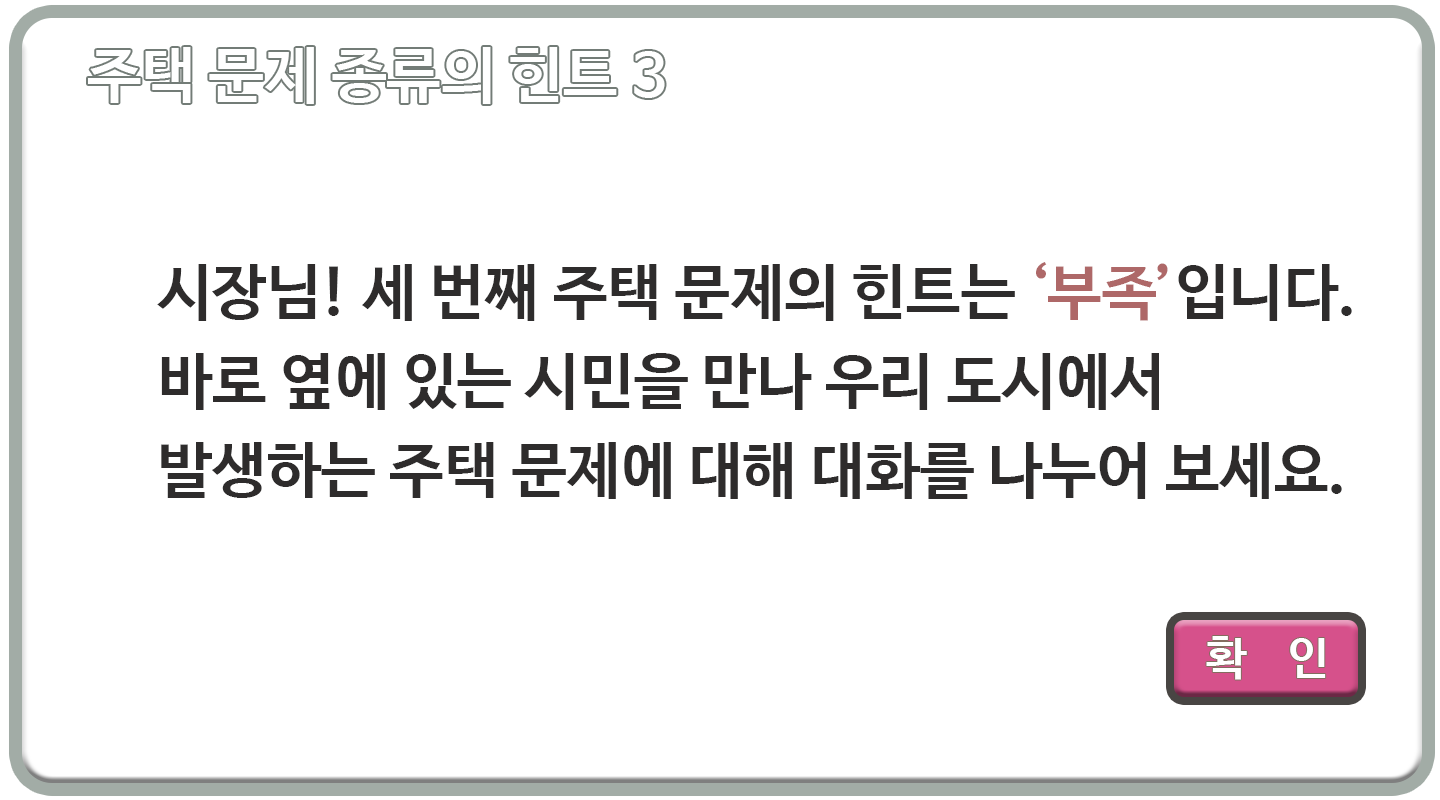 주택 문제 종류의 힌트 3
시장님! 세 번째 주택 문제의 힌트는 ‘부족’입니다.
바로 옆에 있는 시민을 만나 우리 도시에서
발생하는 주택 문제에 대해 대화를 나누어 보세요.
확 인